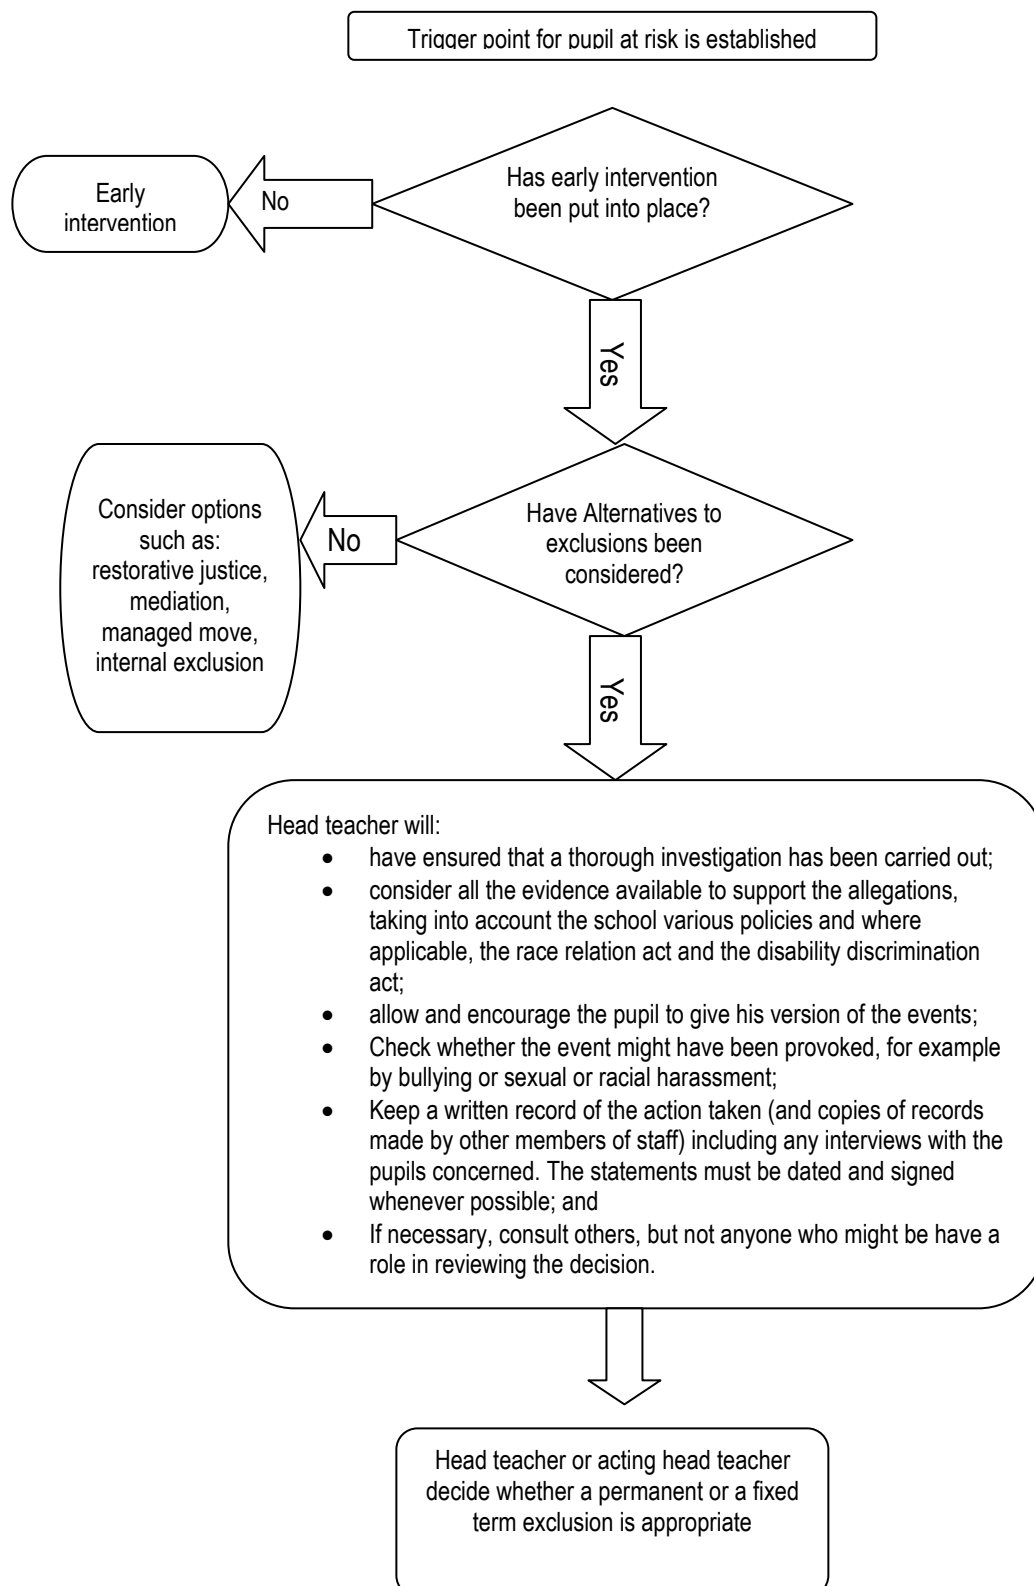 Trigger point for pupil at risk is established
Has early intervention
been put into place?
No
Early
intervention
Yes
Have Alternatives to
exclusions been
considered?
No
Consider options
such as:
restorative justice,
mediation,
managed move,
internal exclusion
Yes
Head teacher will:
• have ensured that a thorough investigation has been carried out;
• consider all the evidence available to support the allegations,
taking into account the school various policies and where
applicable, the race relation act and the disability discrimination
act;
• allow and encourage the pupil to give his version of the events;
• Check whether the event might have been provoked, for example
by bullying or sexual or racial harassment;
• Keep a written record of the action taken (and copies of records
made by other members of staff) including any interviews with the
pupils concerned. The statements must be dated and signed
whenever possible; and
• If necessary, consult others, but not anyone who might be have a
role in reviewing the decision.
Head teacher or acting head teacher
decide whether a permanent or a fixed
term exclusion is appropriate